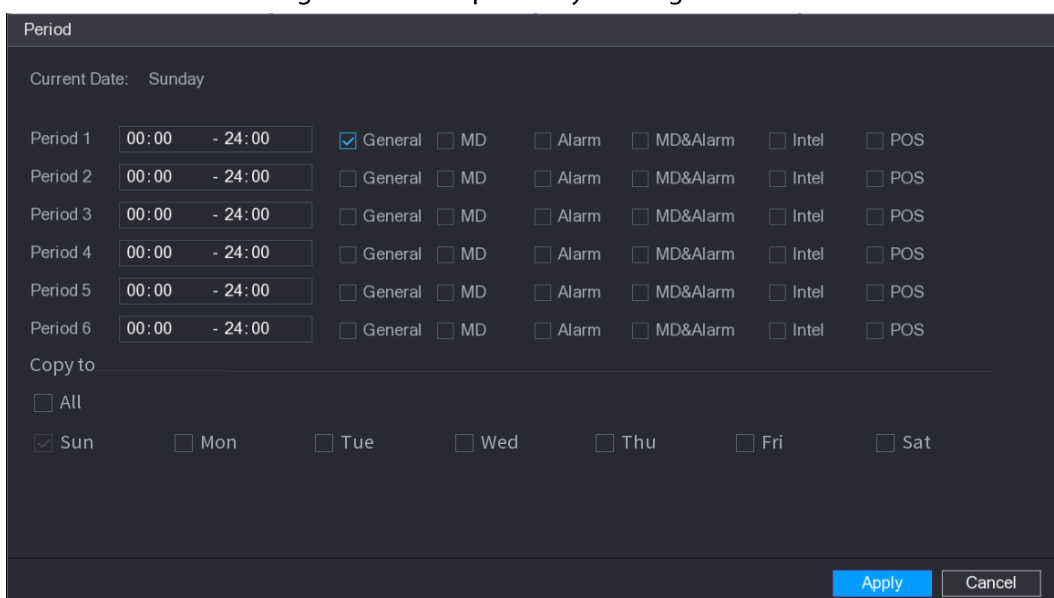 Period
Current Date: Sunday
Period 1 00:00 - 24:00 General MD Alarm MD&Alarm Intel POS
Period 2 00:00 - 24:00 General MD Alarm MD&Alarm Intel POS
Period 3 00:00 - 24:00 General MD Alarm MD&Alarm Intel POS
Period 4 00:00 - 24:00 General MD Alarm MD&Alarm Intel POS
Period 5 00:00 - 24:00 General MD Alarm MD&Alarm Intel POS
Period 6 00:00 - 24:00 General MD Alarm MD&Alarm Intel POS
Copy to
All
Sun Mon Tue Wed Thu Fri Sat
Apply Cancel